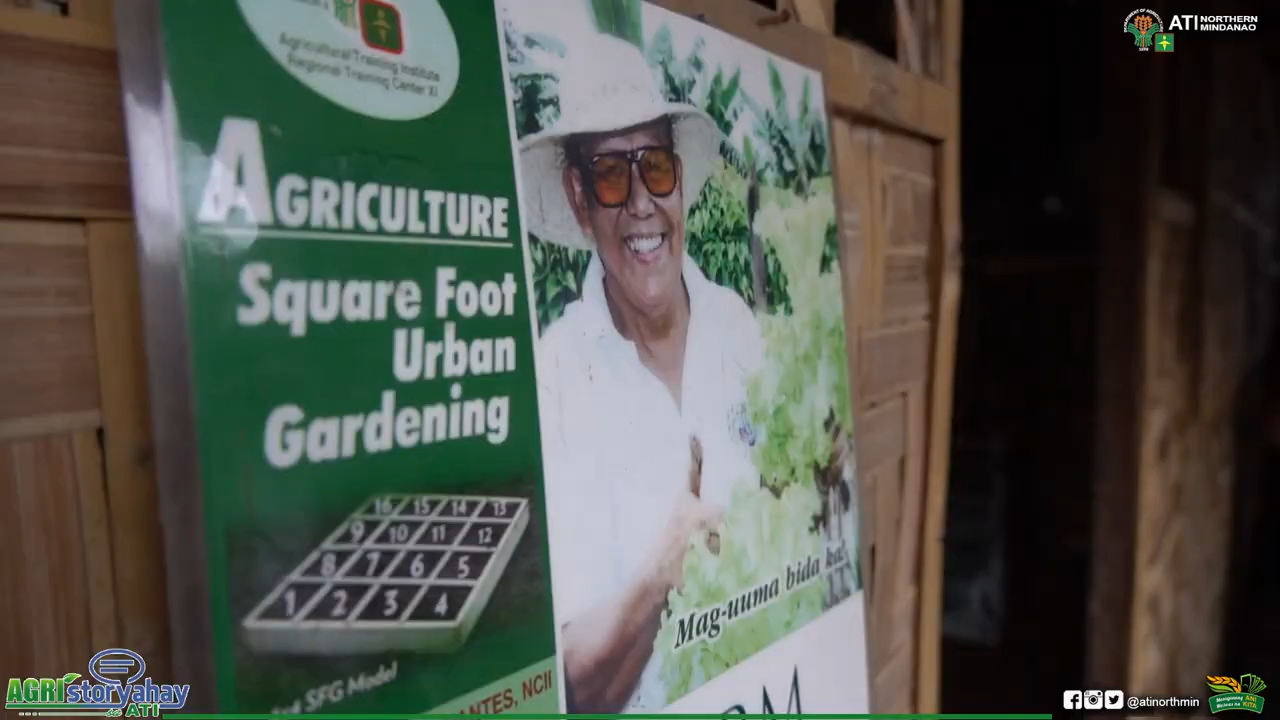 ATI NORTHERN
MINDANAO
Agricultural Training Institute
Regional Training Center XI
AGRICULTURE
Square Foot
Urban
Gardening
16 15 14 13
9 10 11 12
8 7 6 5
1 2 3 4
SFG Model
NCII
Mag-uuma bida ka!
AGRIstoryahay
sa ATI
@atinorthmin